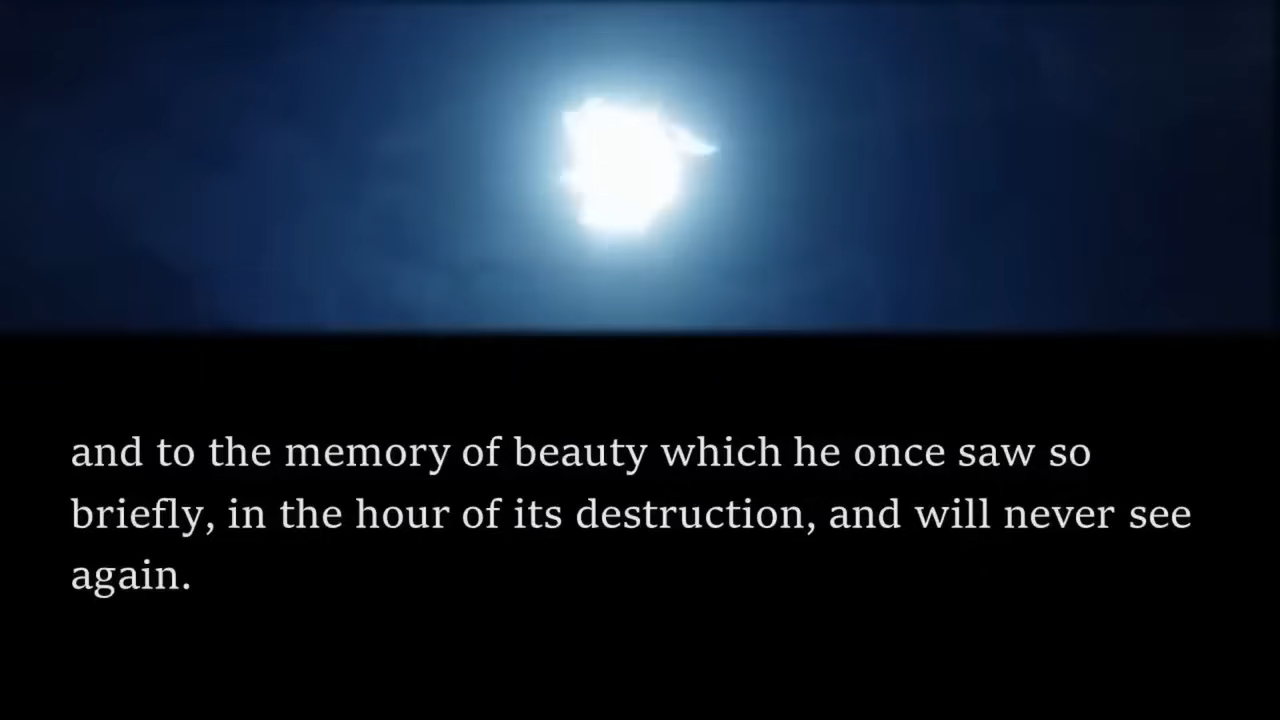 and to the memory of beauty which he once saw so
briefly, in the hour of its destruction, and will never see
again.